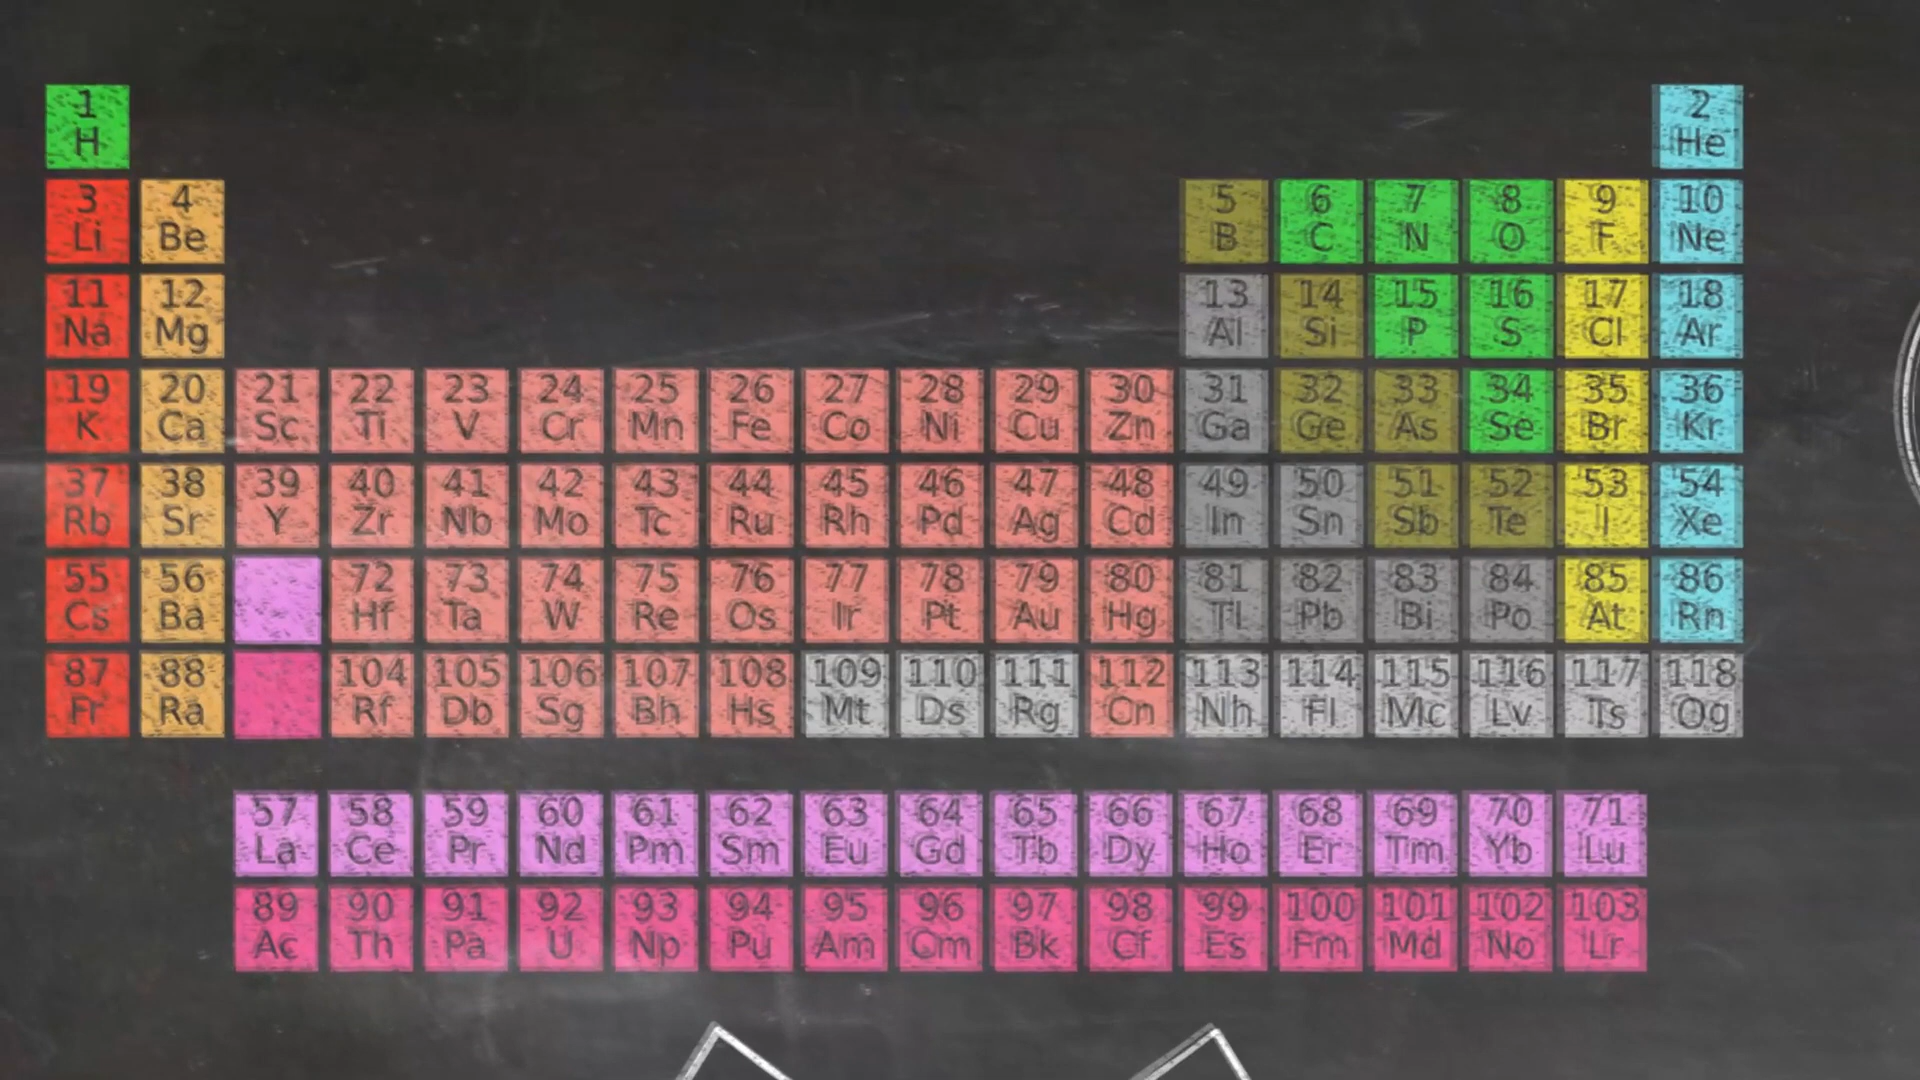 1 2
H He
3 4 5 6 7 8 9 10
Li Be B C N O F Ne
11 12 13 14 15 16 17 18
Na Mg Al Si P S Cl Ar
19 20 21 22 23 24 25 26 27 28 29 30 31 32 33 34 35 36
K Ca Sc Ti V Cr Mn Fe Co Ni Cu Zn Ga Ge As Se Br Kr
37 38 39 40 41 42 43 44 45 46 47 48 49 50 51 52 53 54
Rb Sr Y Zr Nb Mo Tc Ru Rh Pd Ag Cd In Sn Sb Te I Xe
55 56 72 73 74 75 76 77 78 79 80 81 82 83 84 85 86
Cs Ba Hf Ta W Re Os Ir Pt Au Hg Tl Pb Bi Po At Rn
87 88 104 105 106 107 108 109 110 111 112 113 114 115 116 117 118
Fr Ra Rf Db Sg Bh Hs Mt Ds Rg Cn Nh Fl Mc Lv Ts Og
57 58 59 60 61 62 63 64 65 66 67 68 69 70 71
La Ce Pr Nd Pm Sm Eu Gd Tb Dy Ho Er Tm Yb Lu
89 90 91 92 93 94 95 96 97 98 99 100 101 102 103
Ac Th Pa U Np Pu Am Cm Bk Cf Es Fm Md No Lr